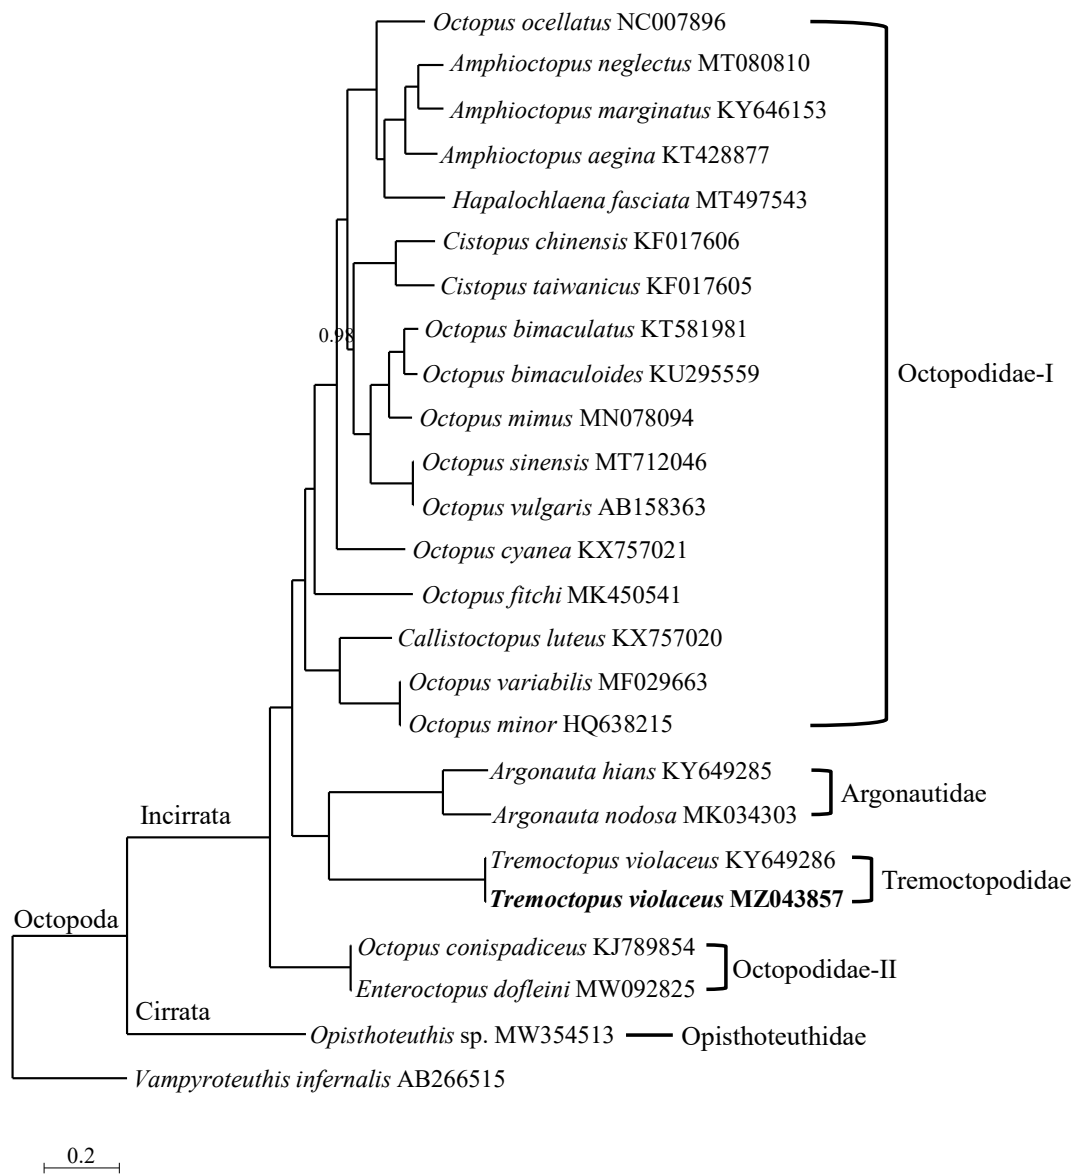 Octopus ocellatus NC007896
Amphioctopus neglectus MT080810
Amphioctopus marginatus KY646153
Amphioctopus aegina KT428877
Hapalochlaena fasciata MT497543
Cistopus chinensis KF017606
Cistopus taiwanicus KF017605
Octopus bimaculatus KT581981
0.98
Octopus bimaculoides KU295559
Octopodidae-I
Octopus mimus MN078094
Octopus sinensis MT712046
Octopus vulgaris AB158363
Octopus cyanea KX757021
Octopus fitchi MK450541
Callistoctopus luteus KX757020
Octopus variabilis MF029663
Octopus minor HQ638215
Argonauta hians KY649285
Argonautidae
Argonauta nodosa MK034303
Incirrata
Tremoctopus violaceus KY649286
Tremoctopodidae
Tremoctopus violaceus MZ043857
Octopoda
Octopus conispadiceus KJ789854
Octopodidae-II
Enteroctopus dofleini MW092825
Cirrata
Opisthoteuthis sp. MW354513
Opisthoteuthidae
Vampyroteuthis infernalis AB266515
0.2